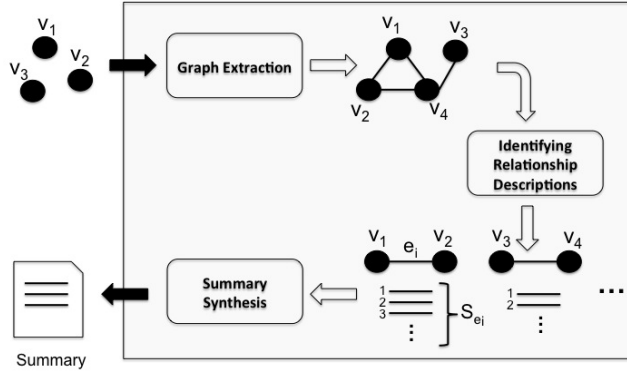 v1
v2
v3
Graph Extraction
v1
v3
v2
v4
Identifying
Relationship
Descriptions
v1
ei
v2
v3
v4
1
2
3
⋮
Sei
1
2
⋮
...
Summary
Synthesis
Summary